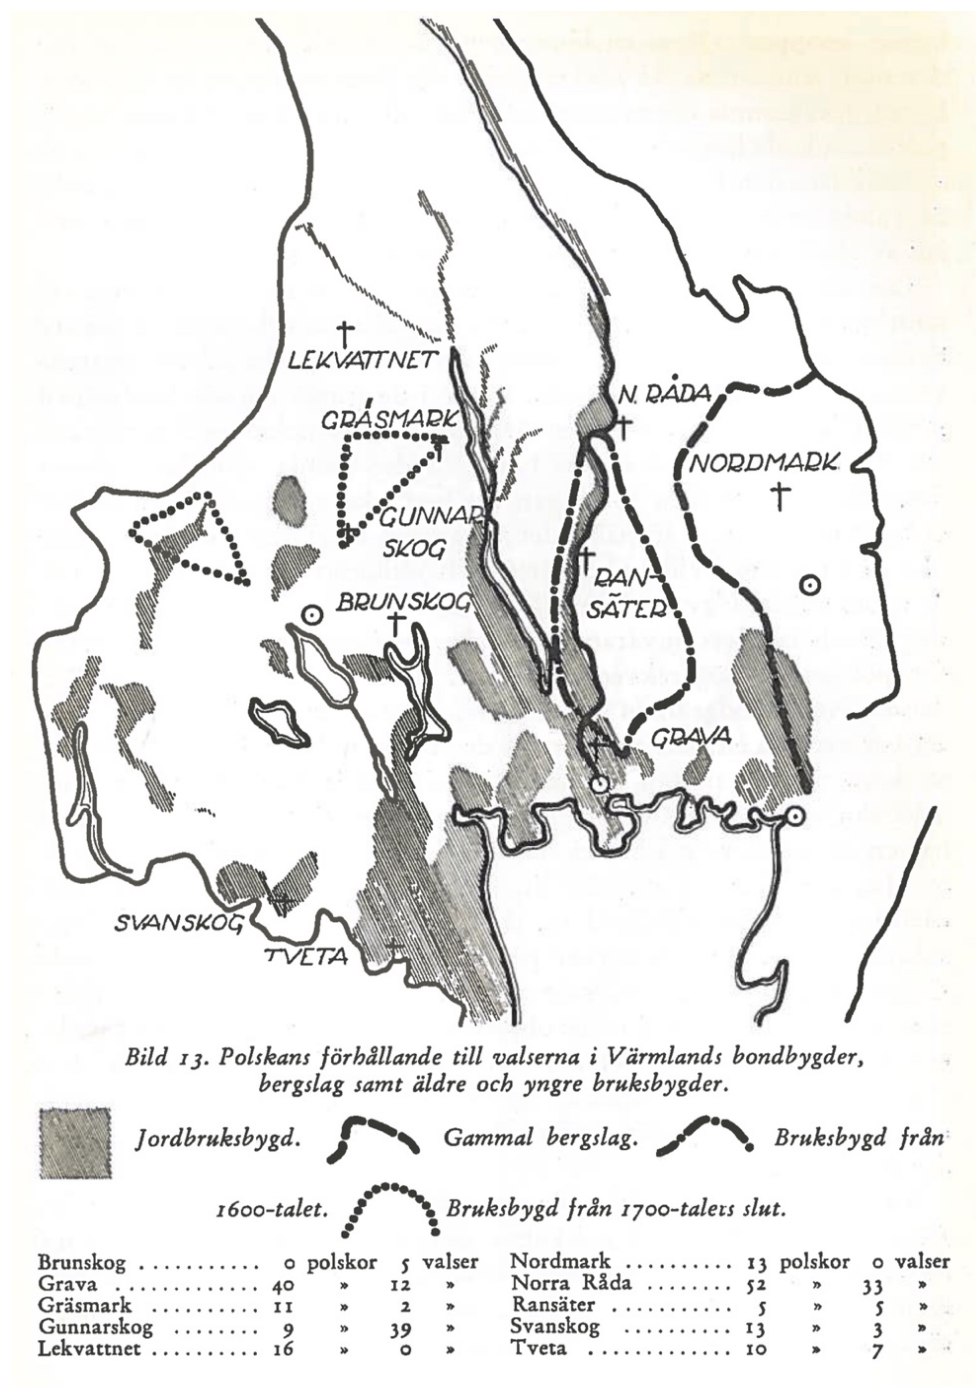 LEKVATTNET
N. RÅDA
GRÄSMARK
NORDMARK
GUNNAR
SKOG
RAN-
SÄTER
BRUNSKOG
GRAVA
SVANSKOG
TVETA
Bild 13. Polskans förhållande till valserna i Värmlands bondbygder,
bergslag samt äldre och yngre bruksbygder.
Jordbruksbygd. Gammal bergslag. Bruksbygd från
1600-talet. Bruksbygd från 1700-talets slut.
Brunskog ........... 0 polskor 5 valser
Grava .............. 40 » 12 »
Gräsmark .......... 11 » 2 »
Gunnarskog ........ 9 » 39 »
Lekvattnet .......... 16 » 0 »
Nordmark .......... 13 polskor 0 valser
Norra Råda ........ 52 » 33 »
Ransäter ........... 5 » 5 »
Svanskog .......... 13 » 3 »
Tveta ............. 10 » 7 »